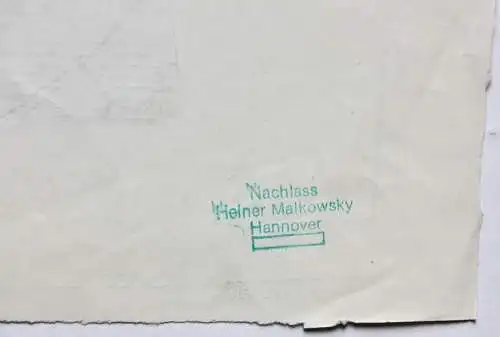 Nachlass
Heiner Malkowsky
Hannover